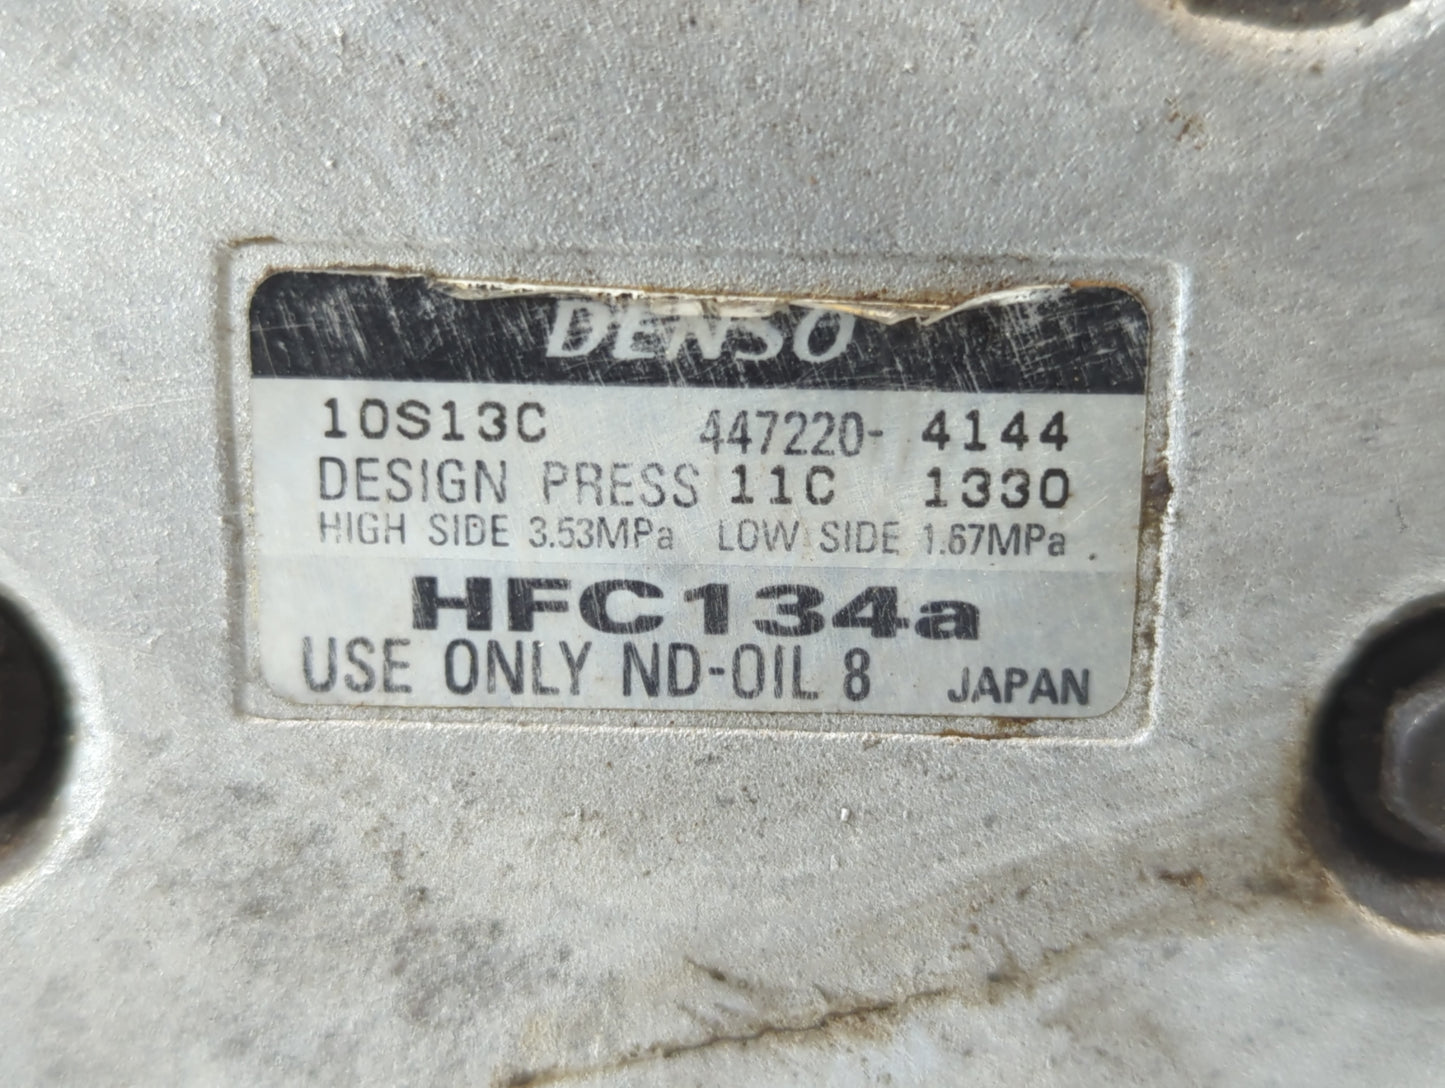 DENSO
10S13C 447220- 4144
DESIGN PRESS 11C 1330
HIGH SIDE 3.53MPa LOW SIDE 1.67MPa
HFC134a
USE ONLY ND-OIL 8 JAPAN